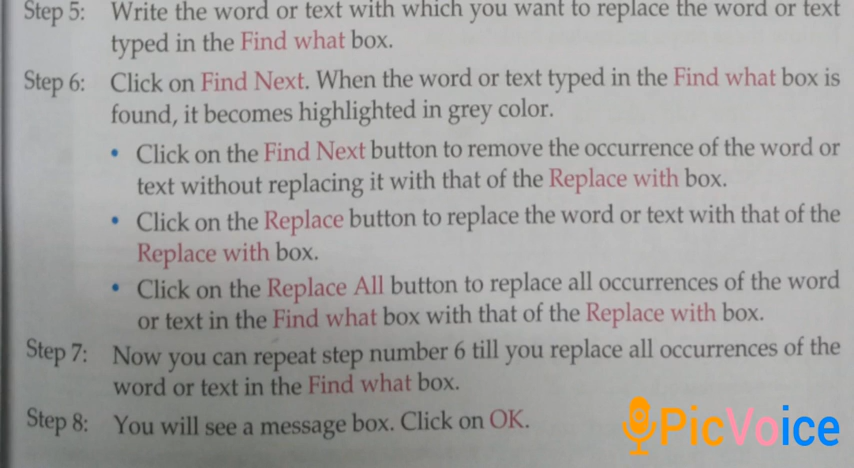 Step 5: Write the word or text with which you want to replace the word or text
typed in the Find what box.
Step 6: Click on Find Next. When the word or text typed in the Find what box is
found, it becomes highlighted in grey color.
• Click on the Find Next button to remove the occurrence of the word or
text without replacing it with that of the Replace with box.
• Click on the Replace button to replace the word or text with that of the
Replace with box.
• Click on the Replace All button to replace all occurrences of the word
or text in the Find what box with that of the Replace with box.
Step 7: Now you can repeat step number 6 till you replace all occurrences of the
word or text in the Find what box.
Step 8: You will see a message box. Click on OK.
PicVoice